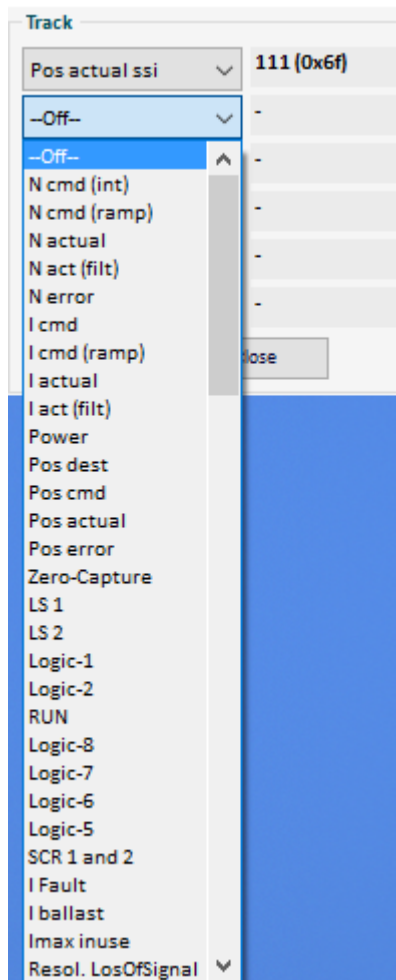 Track
Pos actual ssi 111 (0x6f)
--Off-- -
--Off-- -
N cmd (int)
N cmd (ramp) -
N actual
N act (filt) -
N error -
I cmd
I cmd (ramp) lose
I actual
I act (filt)
Power
Pos dest
Pos cmd
Pos actual
Pos error
Zero-Capture
LS 1
LS 2
Logic-1
Logic-2
RUN
Logic-8
Logic-7
Logic-6
Logic-5
SCR 1 and 2
I Fault
I ballast
Imax inuse
Resol. LosOfSignal